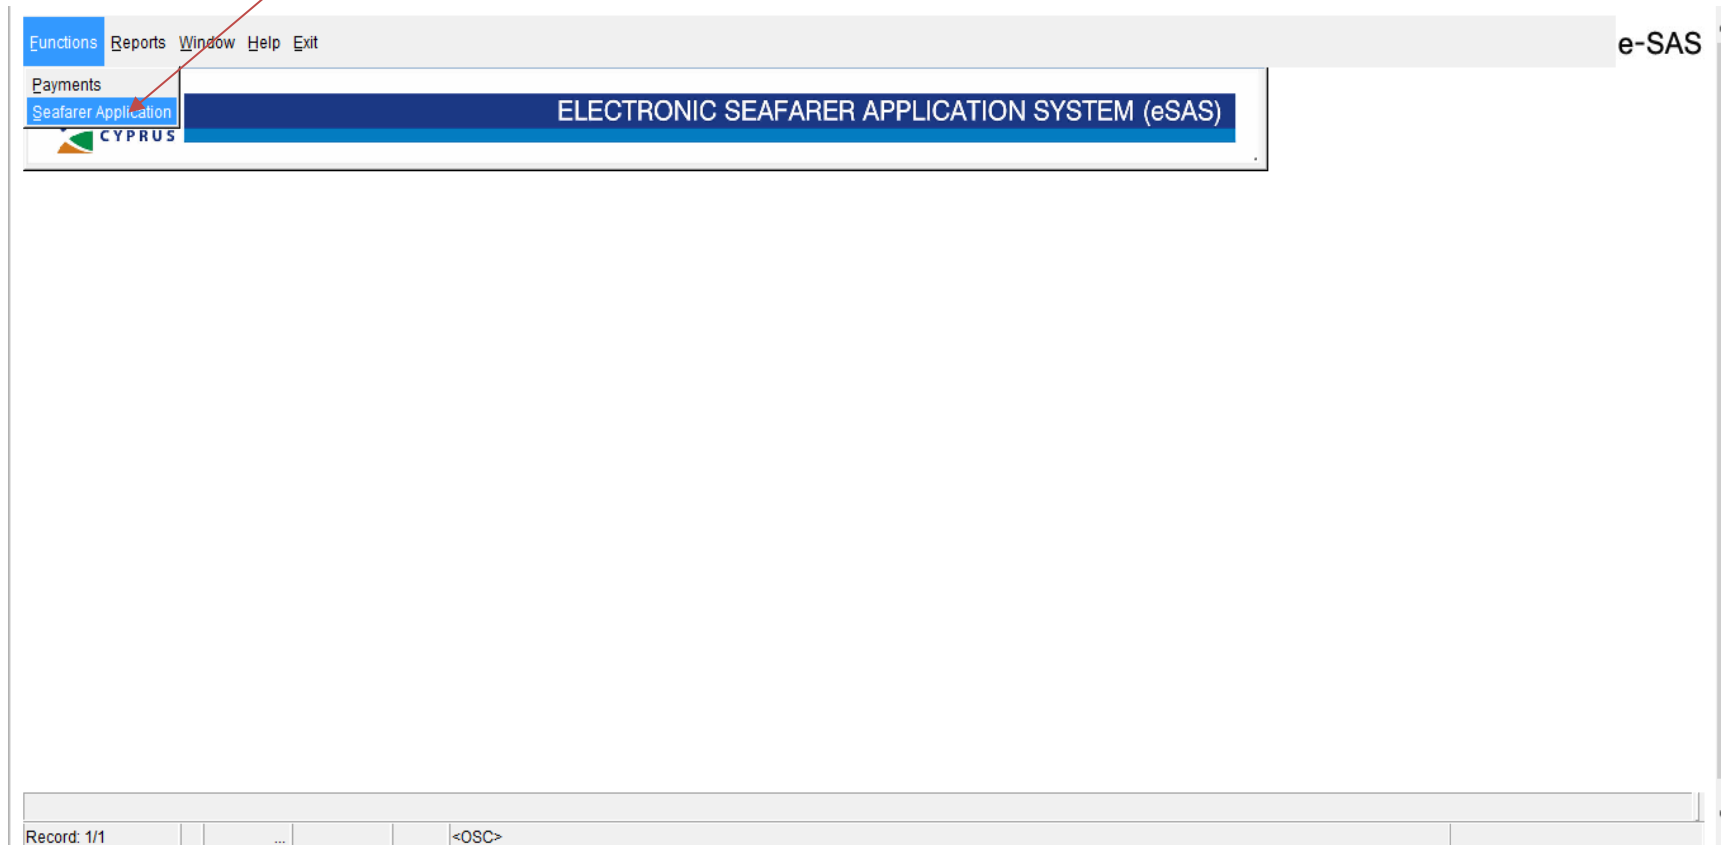 Functions Reports Window Help Exit
e-SAS
Payments
Seafarer Application
CYPRUS
ELECTRONIC SEAFARER APPLICATION SYSTEM (eSAS)
Record: 1/1 ... <OSC>